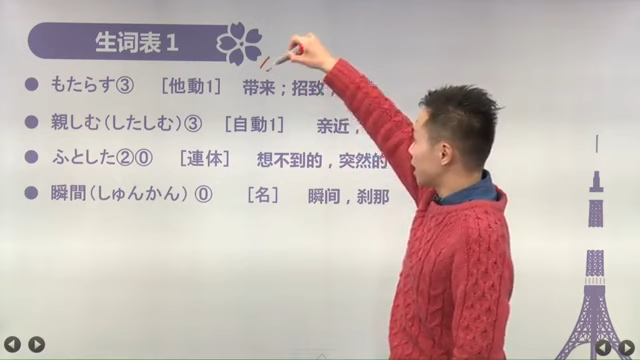 生词表1
もたらす③ [他動1] 带来；招致，
親しむ（したしむ）③ [自動1] 亲近，
ふとした②⓪ [連体] 想不到的，突然的
瞬間（しゅんかん）⓪ [名] 瞬间，刹那